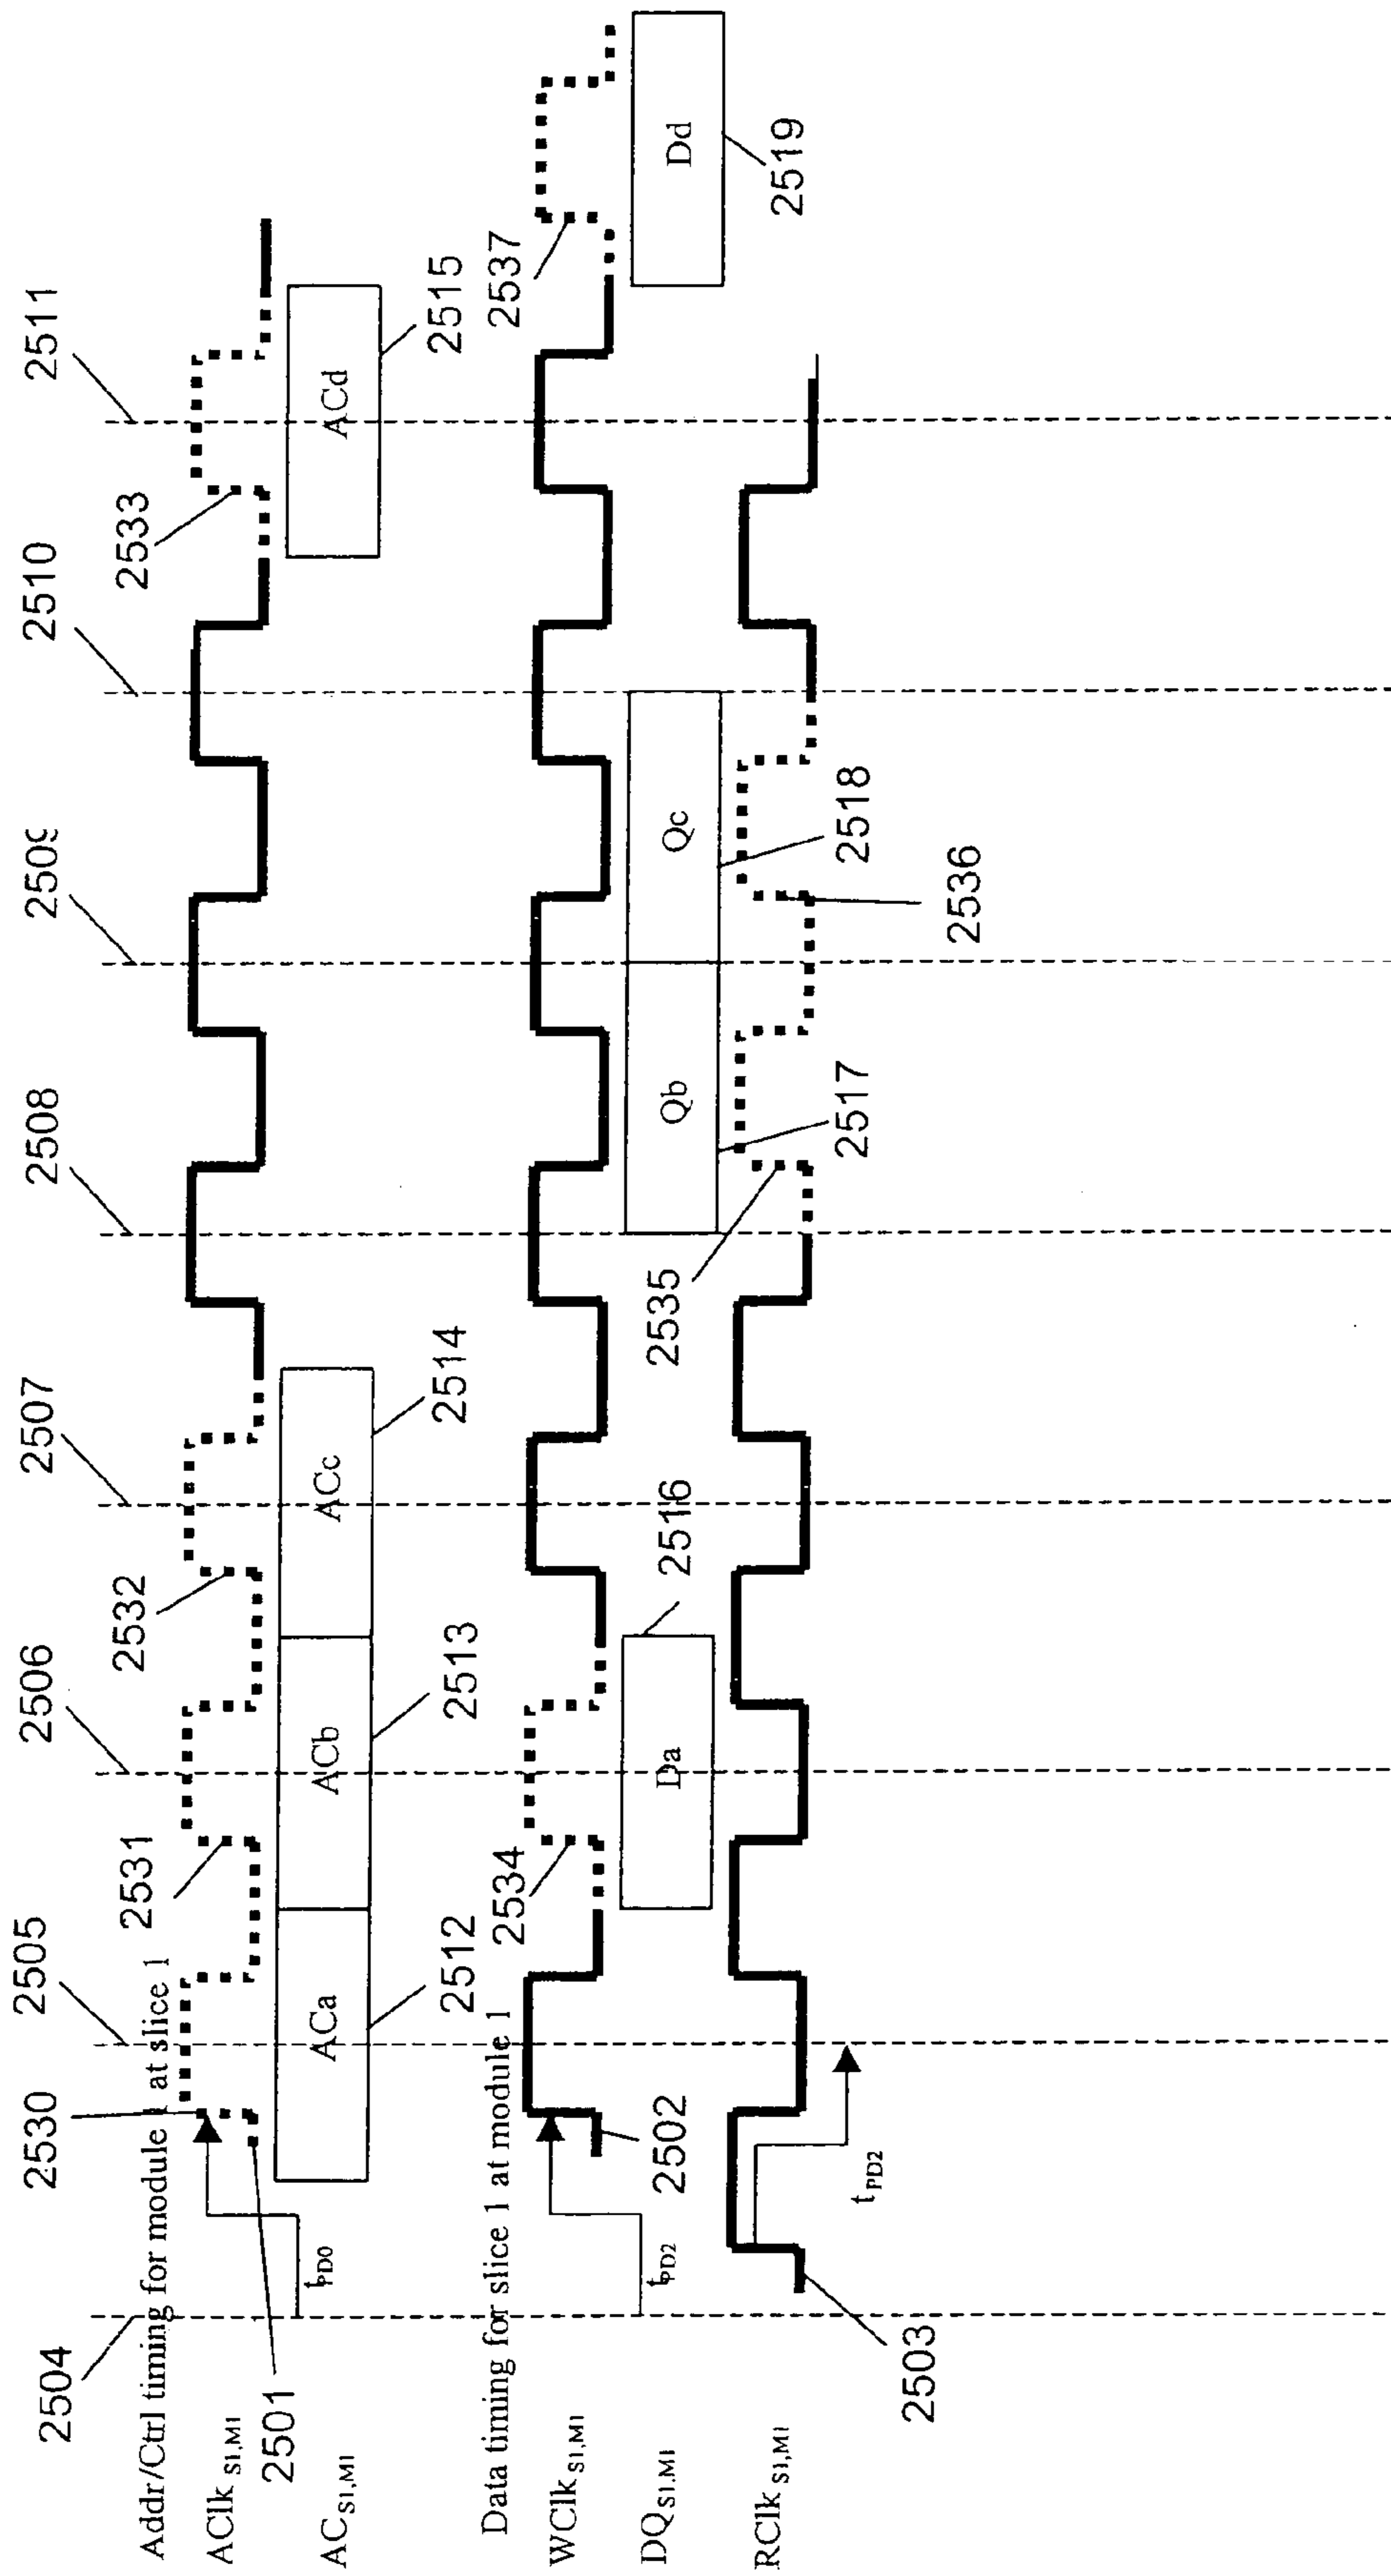 2504
2505
2506
2507
2508
2509
2510
2511
Addr/Ctrl timing for module 1 at slice 1
2530
2531
2532
2533
AClk S1,M1
tPD0
2501
AC S1,M1
ACa
ACb
ACc
ACd
2512
2513
2514
2515
Data timing for slice 1 at module 1
2534
2516
2537
WClk S1,M1
tPD2
2502
DQ S1,M1
Da
Qb
Qc
Dd
2535
2517
2518
2519
RClk S1,M1
tPD2
2503
2536